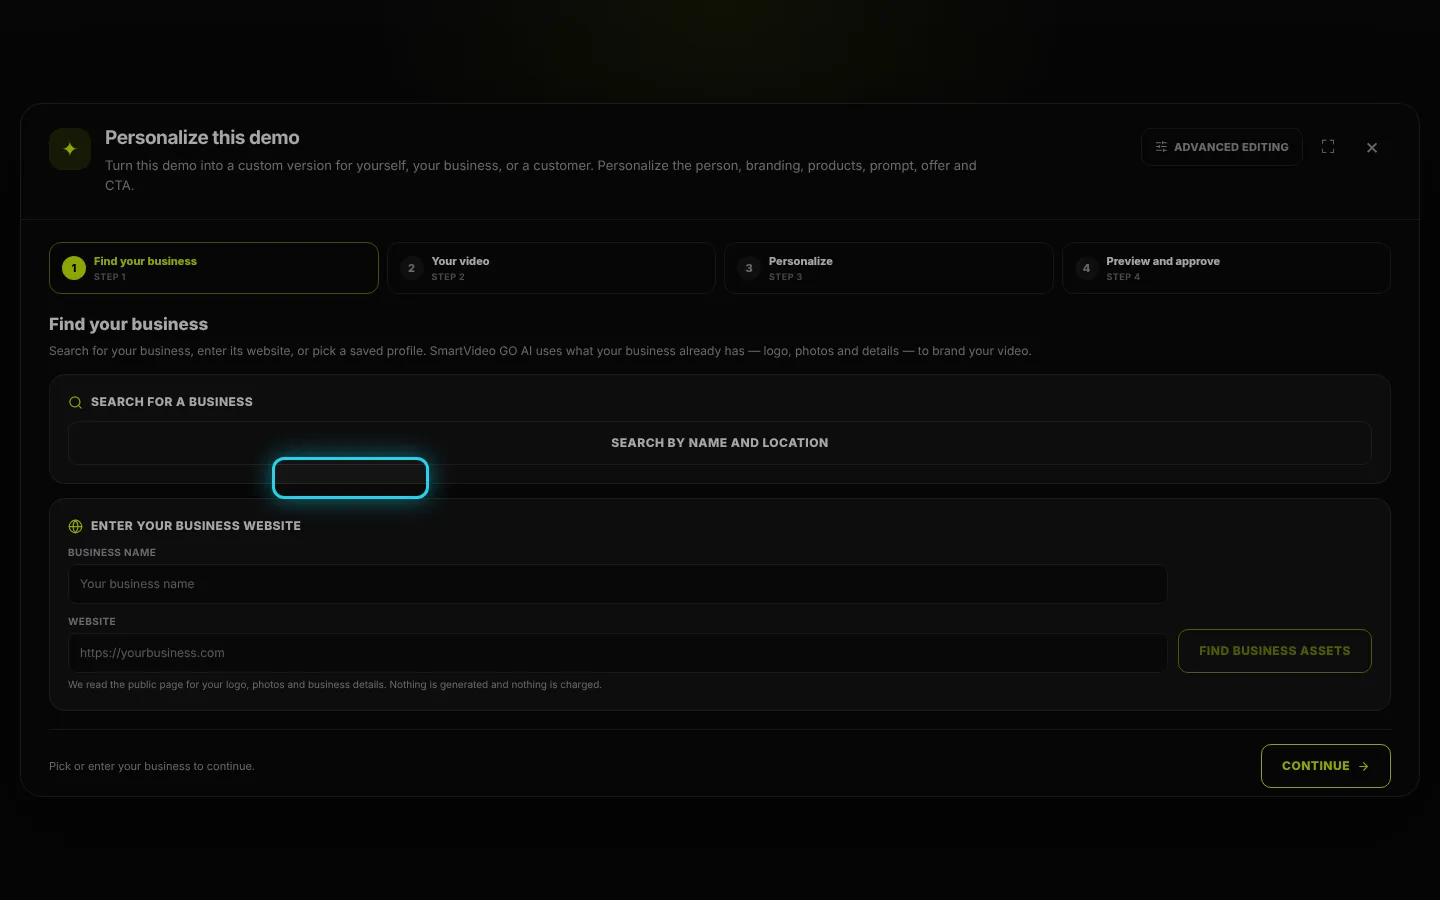 Personalize this demo
Turn this demo into a custom version for yourself, your business, or a customer. Personalize the person, branding, products, prompt, offer and
CTA.
ADVANCED EDITING
1
Find your business
STEP 1
2
Your video
STEP 2
3
Personalize
STEP 3
4
Preview and approve
STEP 4
Find your business
Search for your business, enter its website, or pick a saved profile. SmartVideo GO AI uses what your business already has — logo, photos and details — to brand your video.
SEARCH FOR A BUSINESS
SEARCH BY NAME AND LOCATION
ENTER YOUR BUSINESS WEBSITE
BUSINESS NAME
Your business name
WEBSITE
https://yourbusiness.com
FIND BUSINESS ASSETS
We read the public page for your logo, photos and business details. Nothing is generated and nothing is charged.
Pick or enter your business to continue.
CONTINUE →